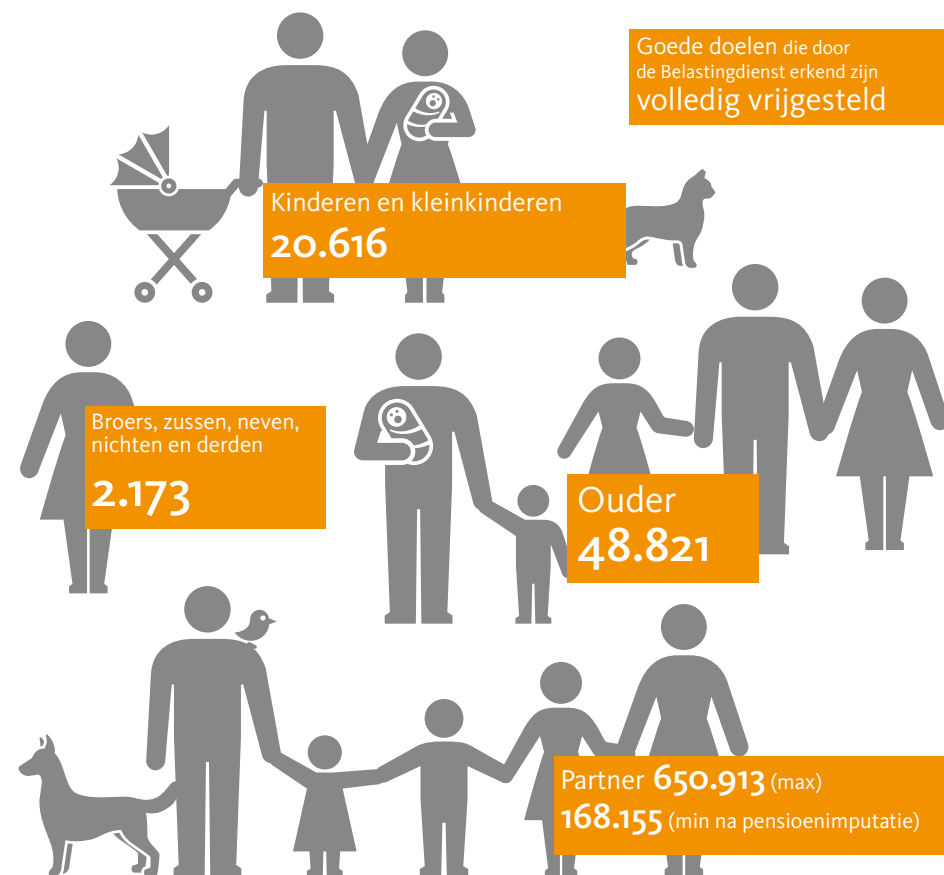 Goede doelen die door
de Belastingdienst erkend zijn
volledig vrijgesteld
Kinderen en kleinkinderen
20.616
Broers, zussen, neven,
nichten en derden
2.173
Ouder
48.821
Partner 650.913 (max)
168.155 (min na pensioenimputatie)